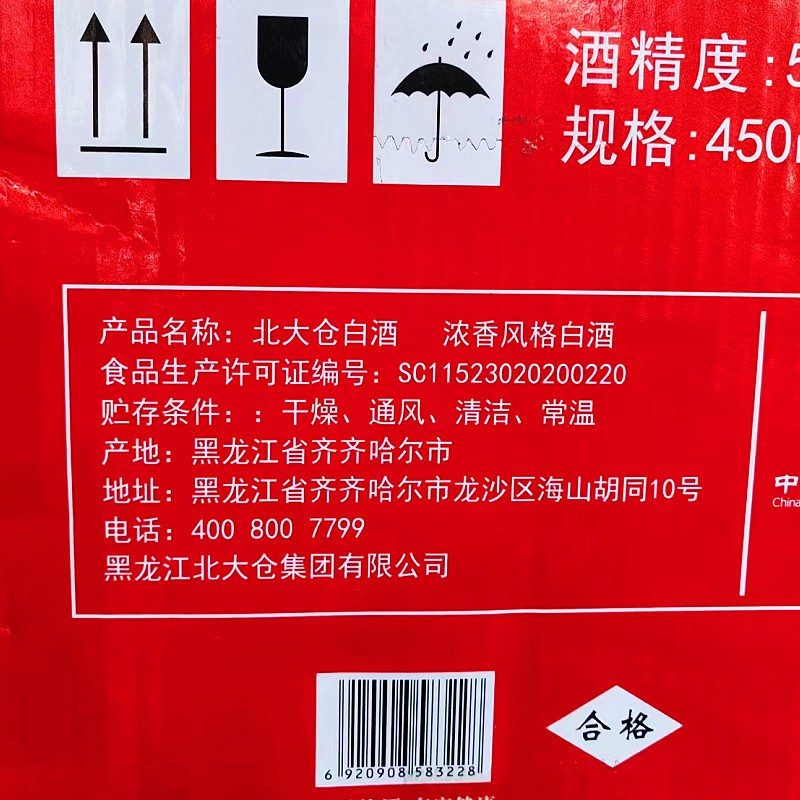 酒精度:5
规格:450
产品名称：北大仓白酒 浓香风格白酒
食品生产许可证编号：SC11523020200220
贮存条件：：干燥、通风、清洁、常温
产地：黑龙江省齐齐哈尔市
地址：黑龙江省齐齐哈尔市龙沙区海山胡同10号
电话：400 800 7799
黑龙江北大仓集团有限公司
中
China
6 920908 583228
合格